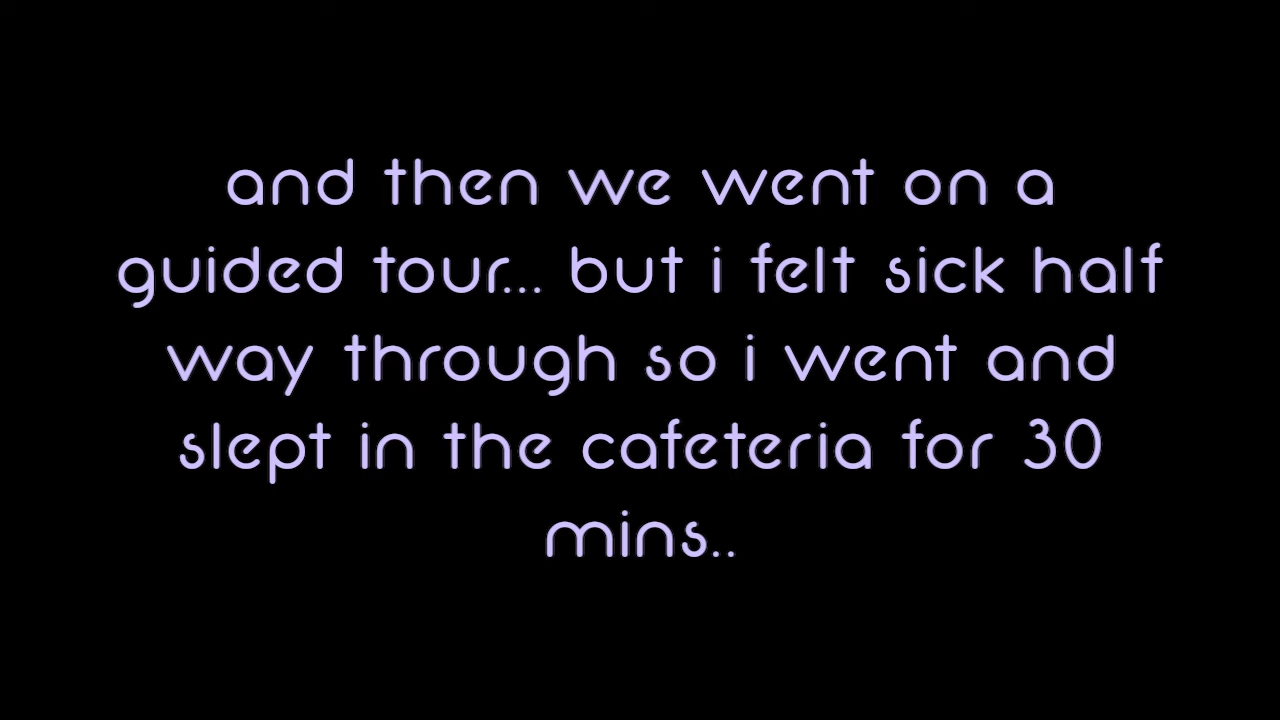 and then we went on a
guided tour... but i felt sick half
way through so i went and
slept in the cafeteria for 30
mins..